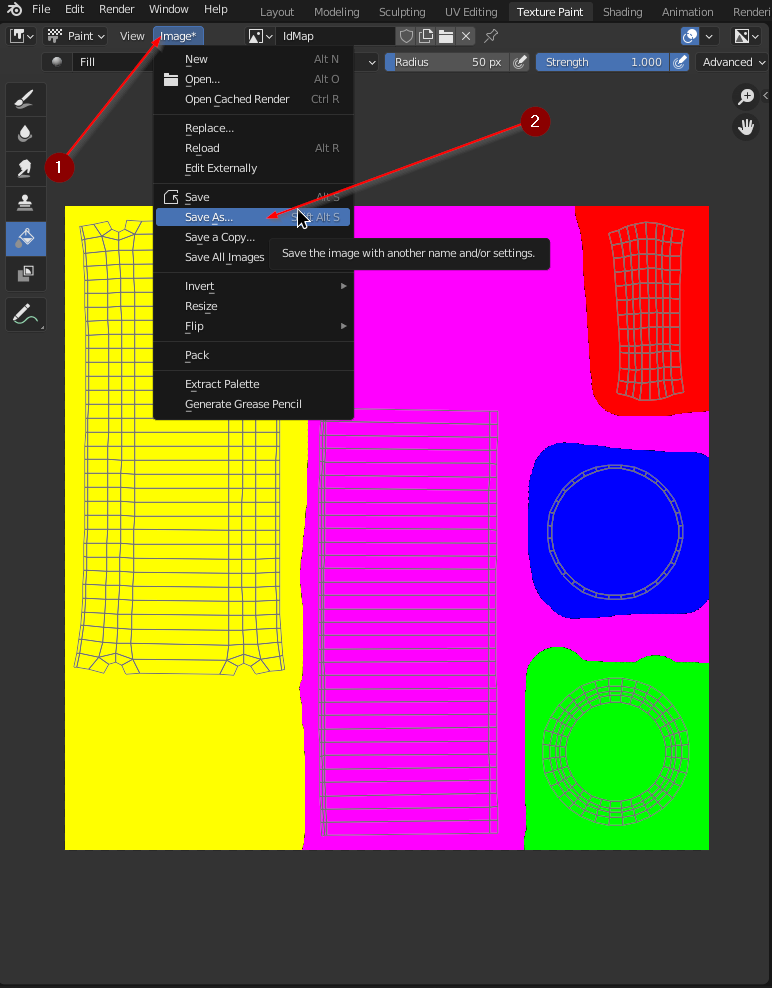 File Edit Render Window Help Layout Modeling Sculpting UV Editing Texture Paint Shading Animation Renderi
Paint View Image* IdMap
Fill Radius 50 px Strength 1.000 Advanced
New Alt N
Open... Alt O
Open Cached Render Ctrl R
Replace...
Reload Alt R
Edit Externally
Save Alt S
Save As... Alt S
Save a Copy...
Save All Images
Save the image with another name and/or settings.
Invert
Resize
Flip
Pack
Extract Palette
Generate Grease Pencil
1
2